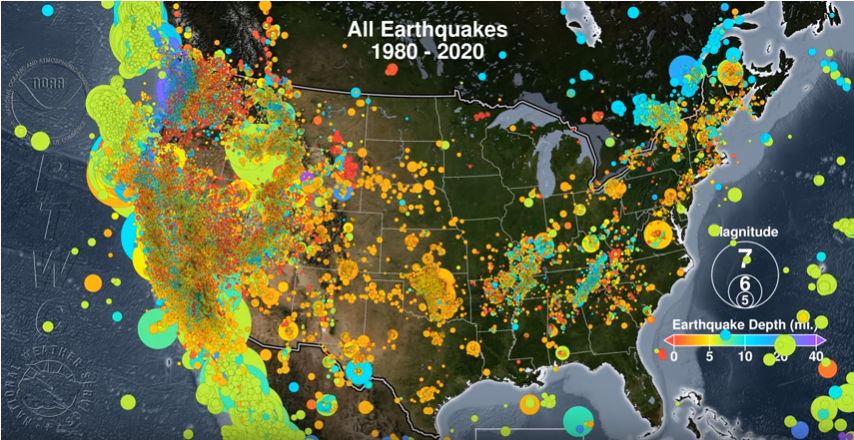 All Earthquakes
1980 - 2020
NOAA
P T W C
NATIONAL WEATHER SERVICE
Magnitude
7
6
5
Earthquake Depth (mi.)
0 5 10 20 40